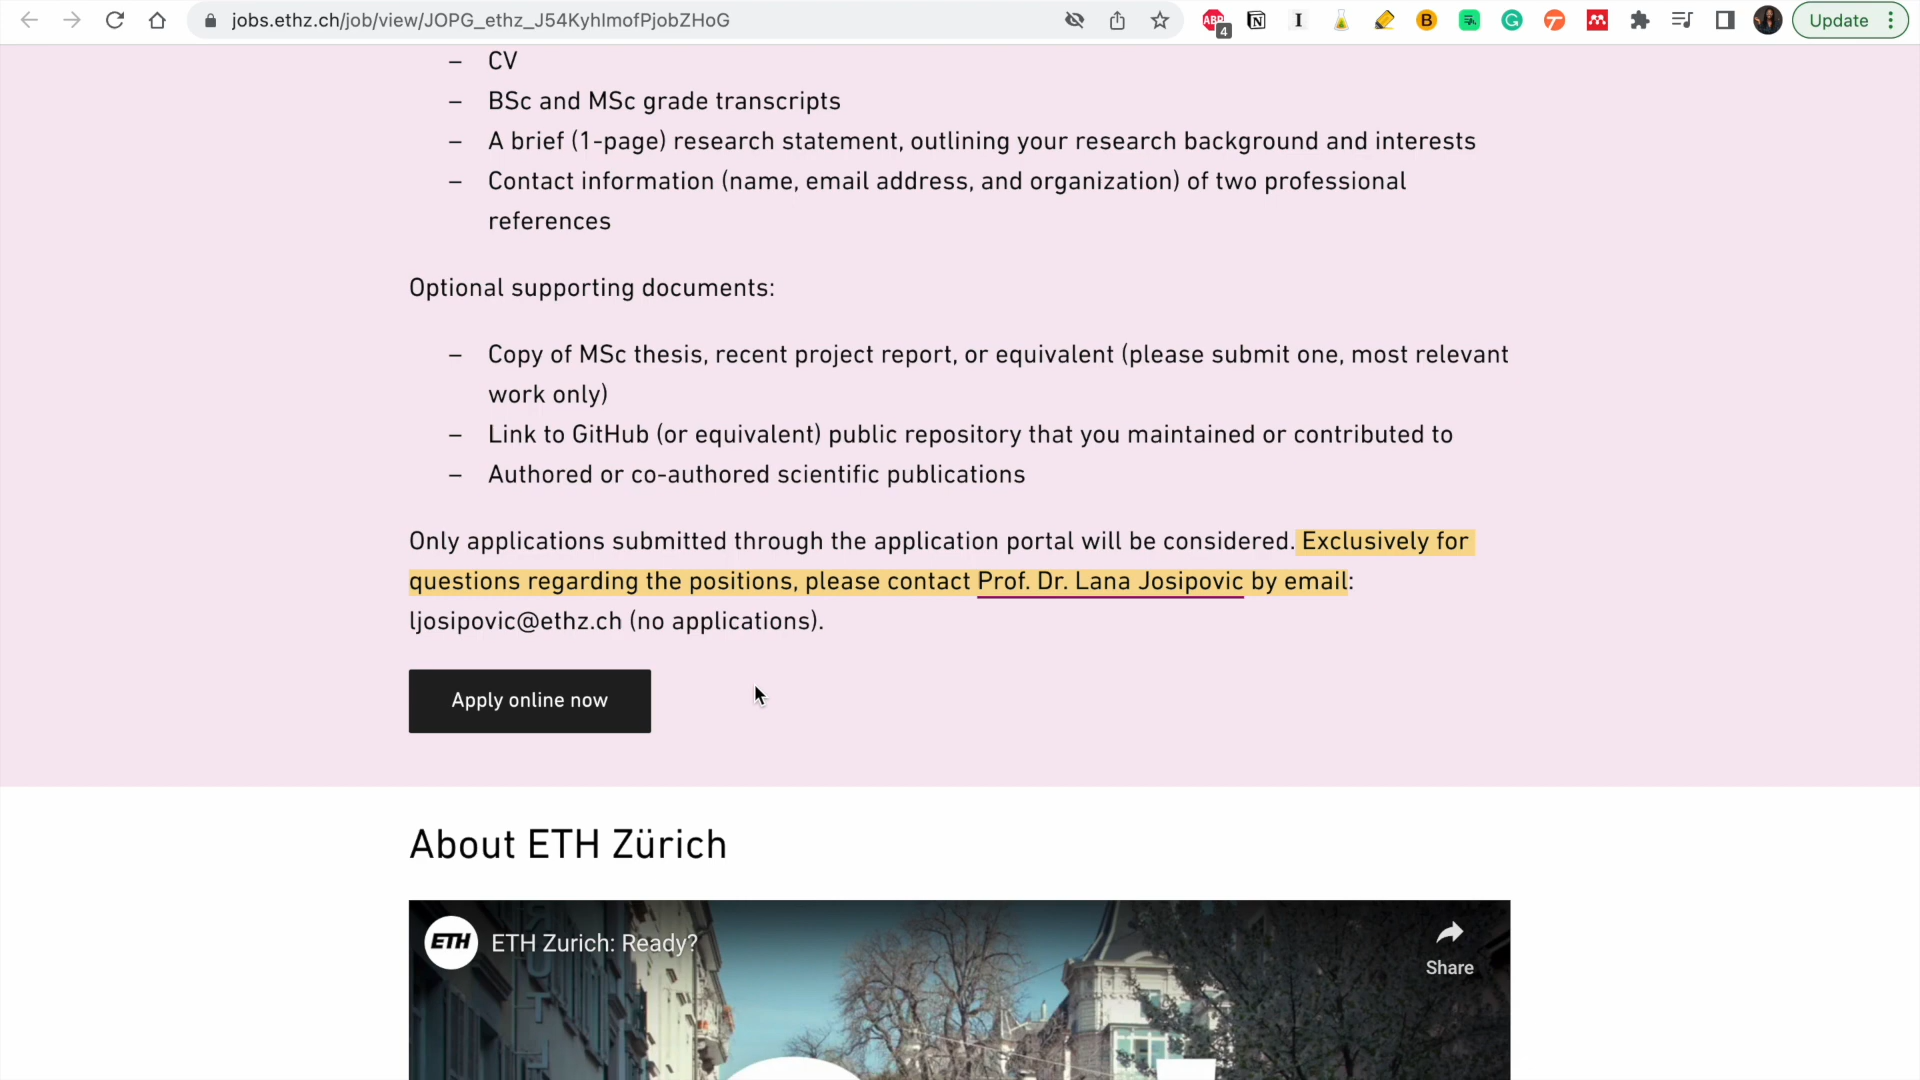 jobs.ethz.ch/job/view/JOPG_ethz_J54KyhImofPjobZHoG
ABP
4
N
I
B
G
Update
– CV
– BSc and MSc grade transcripts
– A brief (1-page) research statement, outlining your research background and interests
– Contact information (name, email address, and organization) of two professional
references
Optional supporting documents:
– Copy of MSc thesis, recent project report, or equivalent (please submit one, most relevant
work only)
– Link to GitHub (or equivalent) public repository that you maintained or contributed to
– Authored or co-authored scientific publications
Only applications submitted through the application portal will be considered. Exclusively for
questions regarding the positions, please contact Prof. Dr. Lana Josipovic by email:
ljosipovic@ethz.ch (no applications).
Apply online now
About ETH Zürich
ETH
ETH Zurich: Ready?
Share